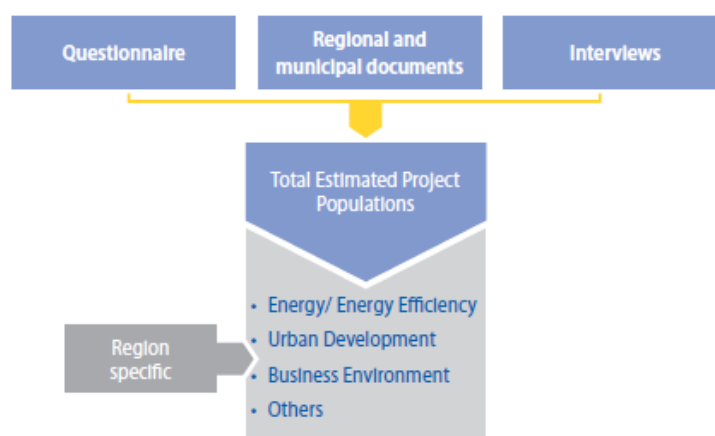 Questionnaire
Regional and
municipal documents
Interviews
Total Estimated Project
Populations
• Energy/ Energy Efficiency
• Urban Development
• Business Environment
• Others
Region
specific